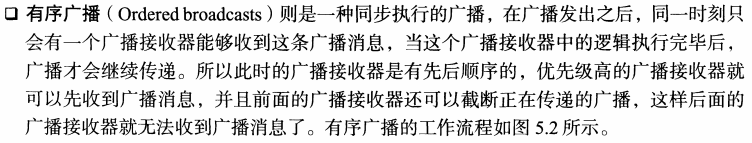 □ 有序广播（Ordered broadcasts）则是一种同步执行的广播，在广播发出之后，同一时刻只
会有一个广播接收器能够收到这条广播消息，当这个广播接收器中的逻辑执行完毕后，
广播才会继续传递。所以此时的广播接收器是有先后顺序的，优先级高的广播接收器就
可以先收到广播消息，并且前面的广播接收器还可以截断正在传递的广播，这样后面的
广播接收器就无法收到广播消息了。有序广播的工作流程如图 5.2 所示。